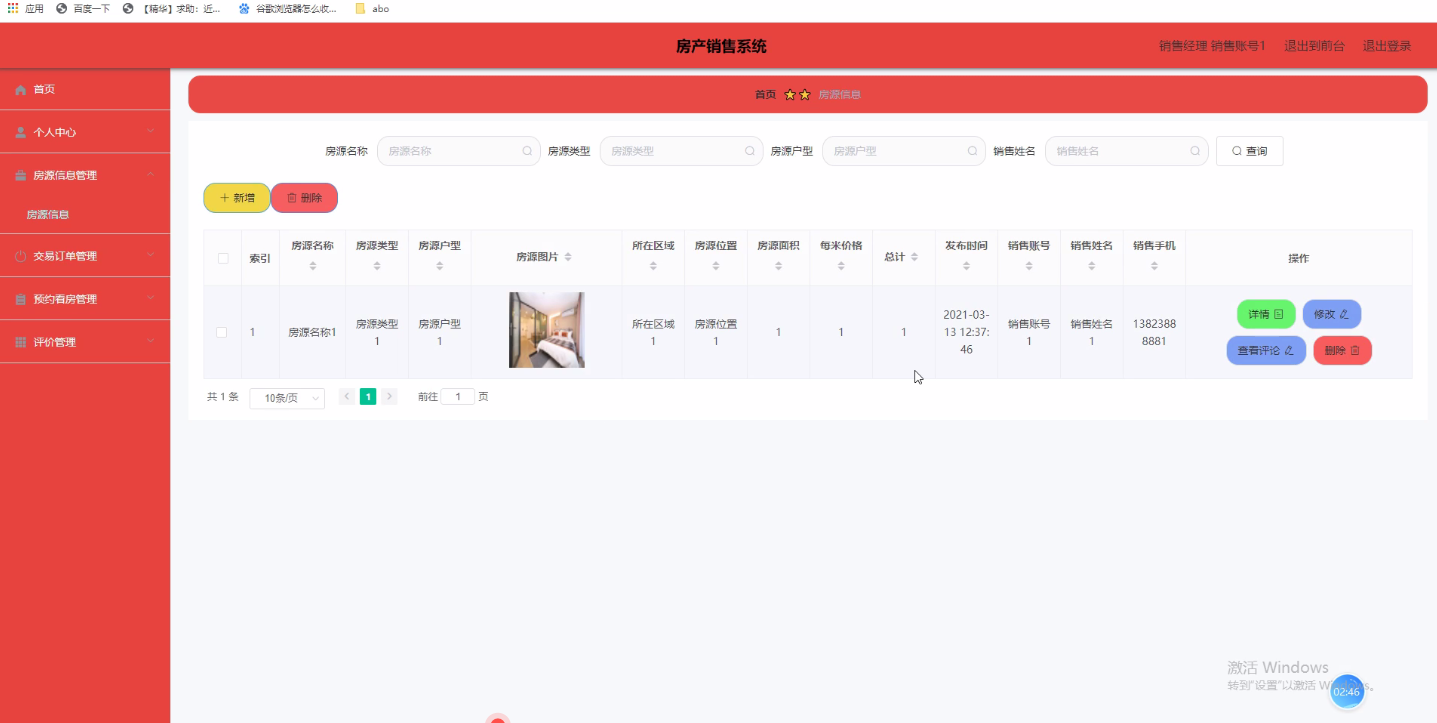 应用 百度一下 【精华】求助：近... 谷歌浏览器怎么收... abo
房产销售系统 销售经理 销售账号1 退出到前台 退出登录
首页
个人中心
房源信息管理
房源信息
交易订单管理
预约看房管理
评价管理
首页 房源信息
房源名称 房源名称 房源类型 房源类型 房源户型 房源户型 销售姓名 销售姓名 查询
新增 删除
索引 房源名称 房源类型 房源户型 房源图片 所在区域 房源位置 房源面积 每米价格 总计 发布时间 销售账号 销售姓名 销售手机 操作
1 房源名称1 房源类型1 房源户型1 所在区域1 房源位置1 1 1 1 2021-03-13 12:37:46 销售账号1 销售姓名1 13823888881 详情 修改
查看评论 删除
共 1 条 10条/页 1 前往 1 页
激活 Windows
转到"设置"以激活 Windows。
02:46